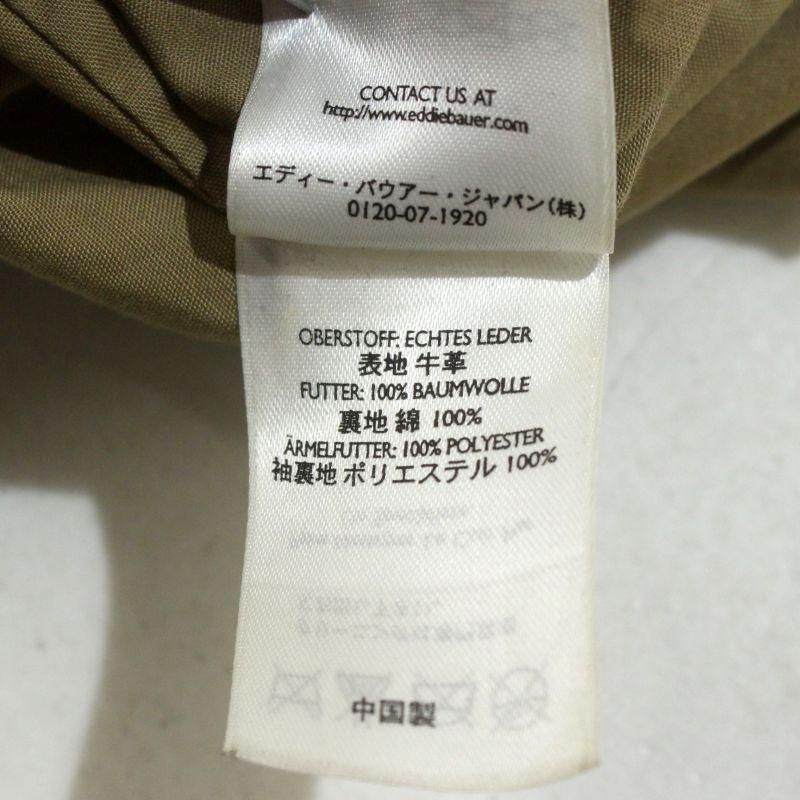 CONTACT US AT
http://www.eddiebauer.com
エディー・バウアー・ジャパン(株)
0120-07-1920
OBERSTOFF: ECHTES LEDER
表地 牛革
FUTTER: 100% BAUMWOLLE
裏地 綿 100%
ÄRMELFUTTER: 100% POLYESTER
袖裏地 ポリエステル 100%
中国製